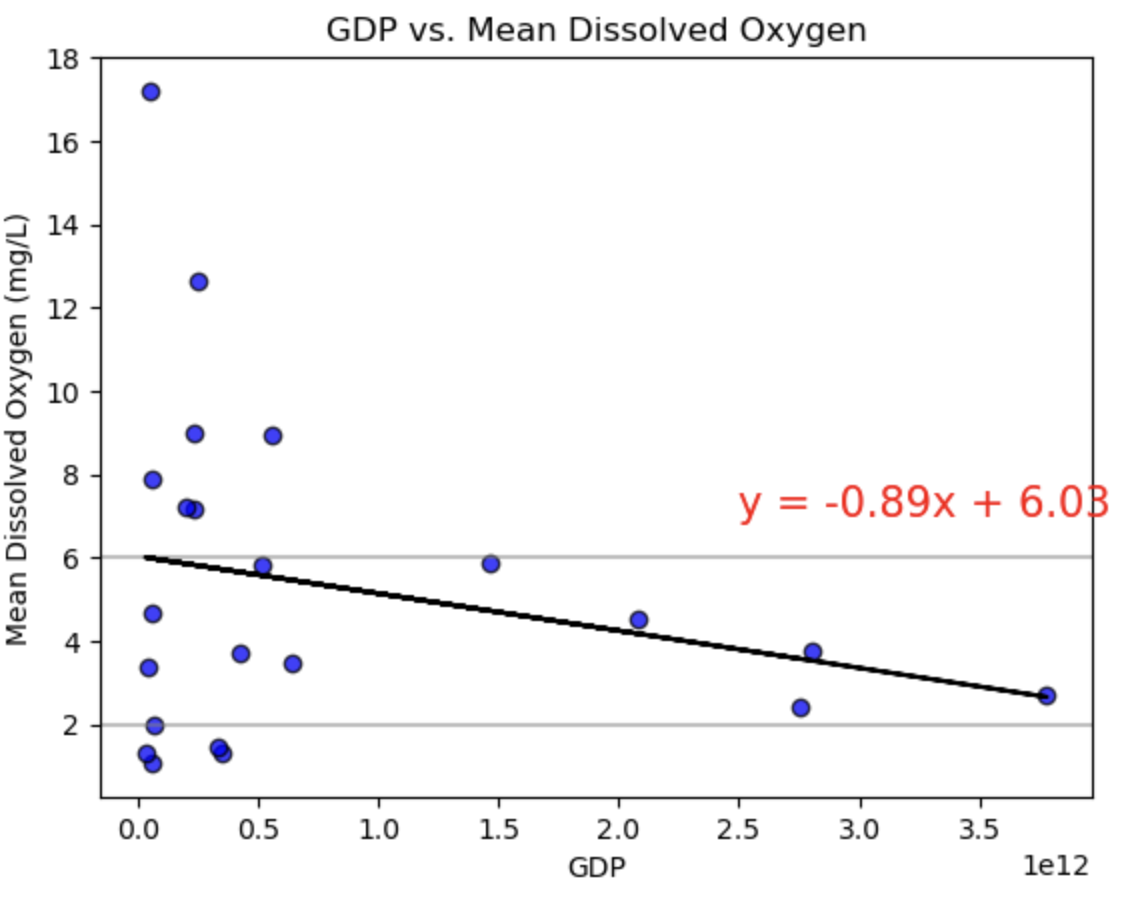 GDP vs. Mean Dissolved Oxygen
18
16
14
12
10
8
6
4
2
Mean Dissolved Oxygen (mg/L)
y = -0.89x + 6.03
0.0 0.5 1.0 1.5 2.0 2.5 3.0 3.5
1e12
GDP